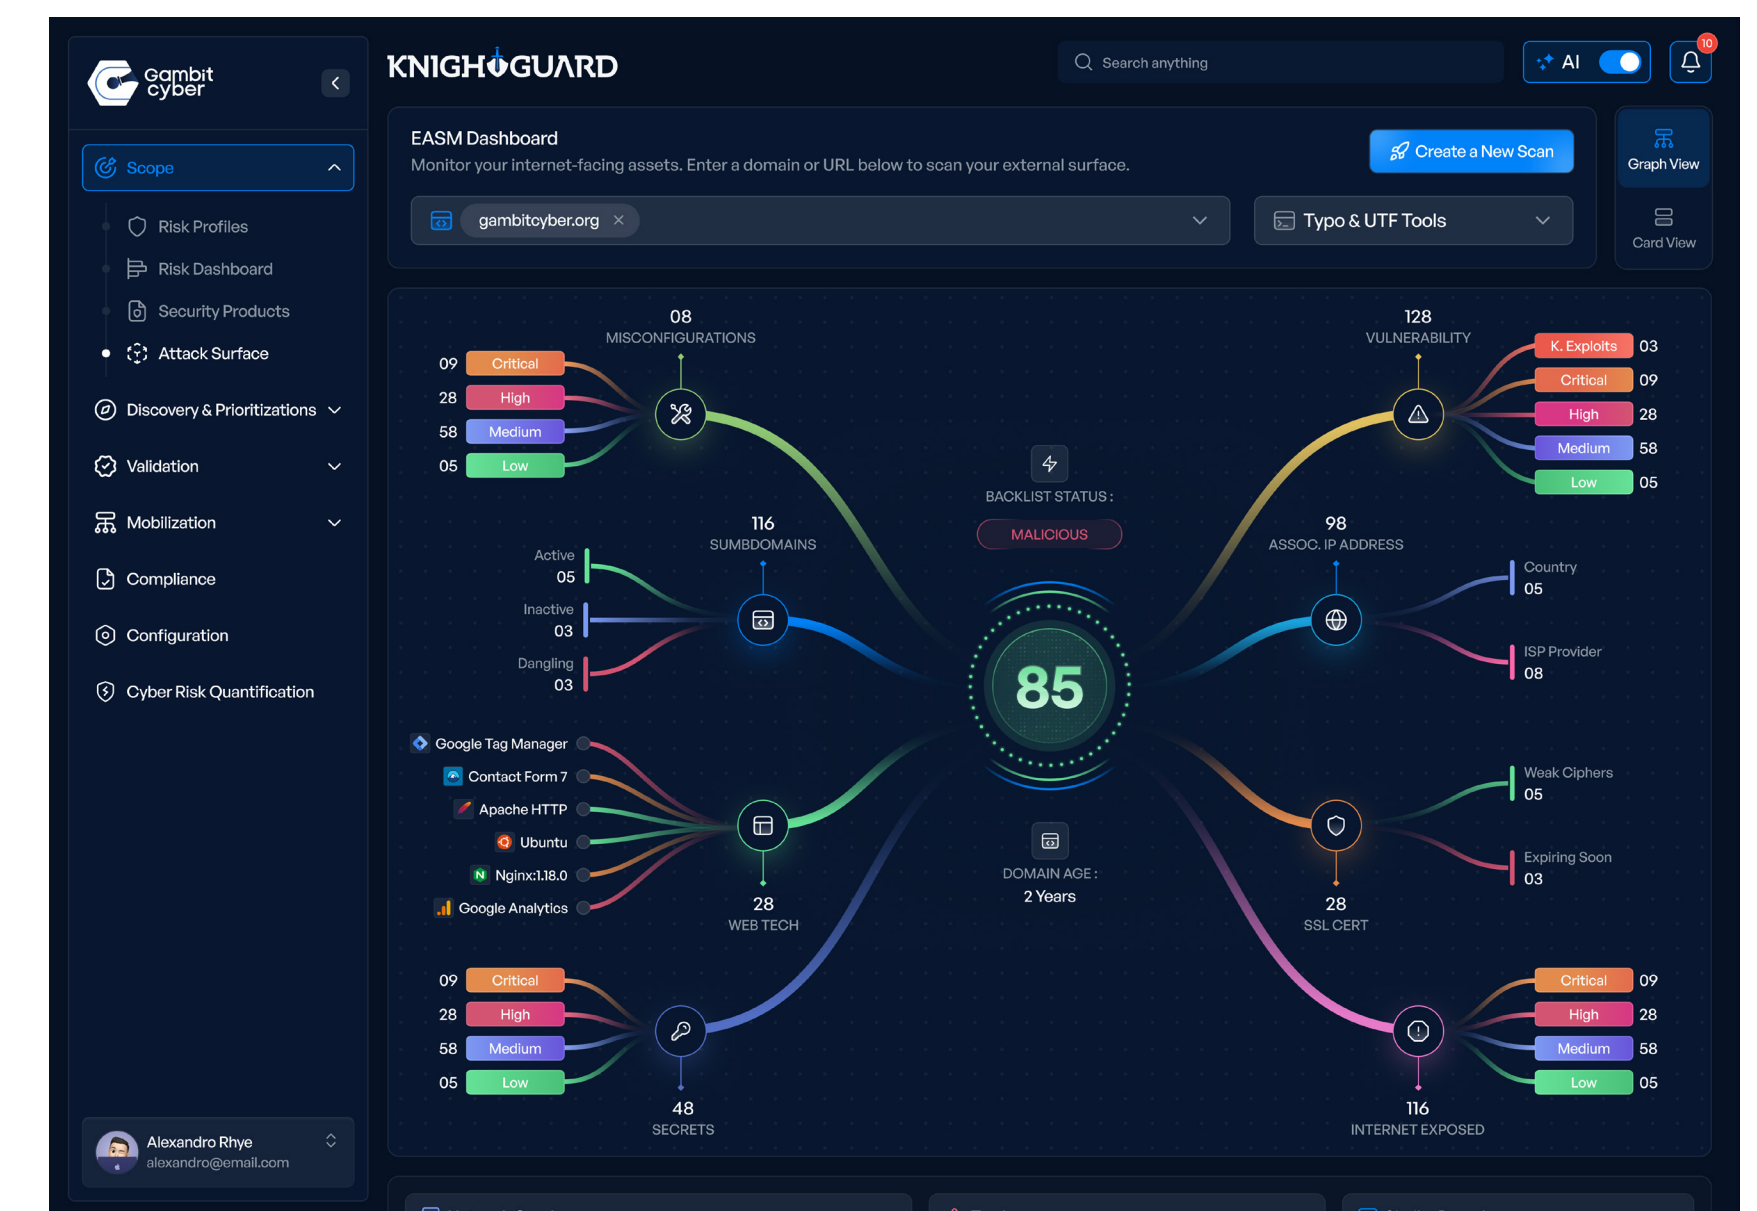 Gambit
cyber
KNIGHTGUARD
Search anything
AI
10
Scope
Risk Profiles
Risk Dashboard
Security Products
Attack Surface
Discovery & Prioritizations
Validation
Mobilization
Compliance
Configuration
Cyber Risk Quantification
Alexandro Rhye
alexandro@email.com
EASM Dashboard
Monitor your internet-facing assets. Enter a domain or URL below to scan your external surface.
Create a New Scan
gambitcyber.org
Typo & UTF Tools
Graph View
Card View
08
MISCONFIGURATIONS
09 Critical
28 High
58 Medium
05 Low
116
SUMBDOMAINS
Active
05
Inactive
03
Dangling
03
Google Tag Manager
Contact Form 7
Apache HTTP
Ubuntu
Nginx:1.18.0
Google Analytics
28
WEB TECH
09 Critical
28 High
58 Medium
05 Low
48
SECRETS
BACKLIST STATUS :
MALICIOUS
85
DOMAIN AGE :
2 Years
128
VULNERABILITY
K. Exploits 03
Critical 09
High 28
Medium 58
Low 05
98
ASSOC. IP ADDRESS
Country
05
ISP Provider
08
Weak Ciphers
05
Expiring Soon
03
28
SSL CERT
Critical 09
High 28
Medium 58
Low 05
116
INTERNET EXPOSED